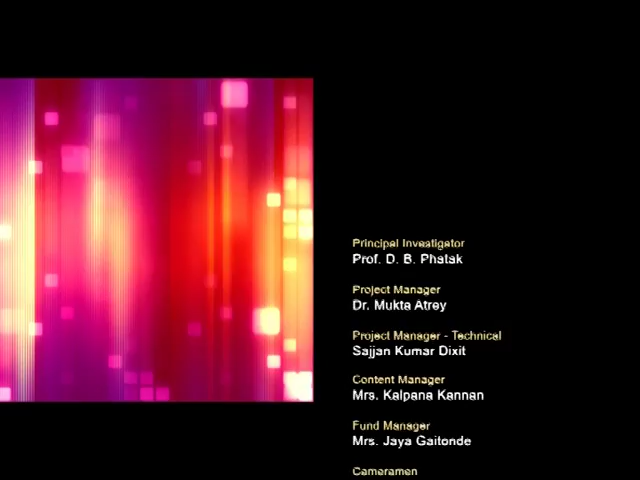 Principal Investigator
Prof. D. B. Phatak
Project Manager
Dr. Mukta Atrey
Project Manager - Technical
Sajjan Kumar Dixit
Content Manager
Mrs. Kalpana Kannan
Fund Manager
Mrs. Jaya Gaitonde
Cameramen